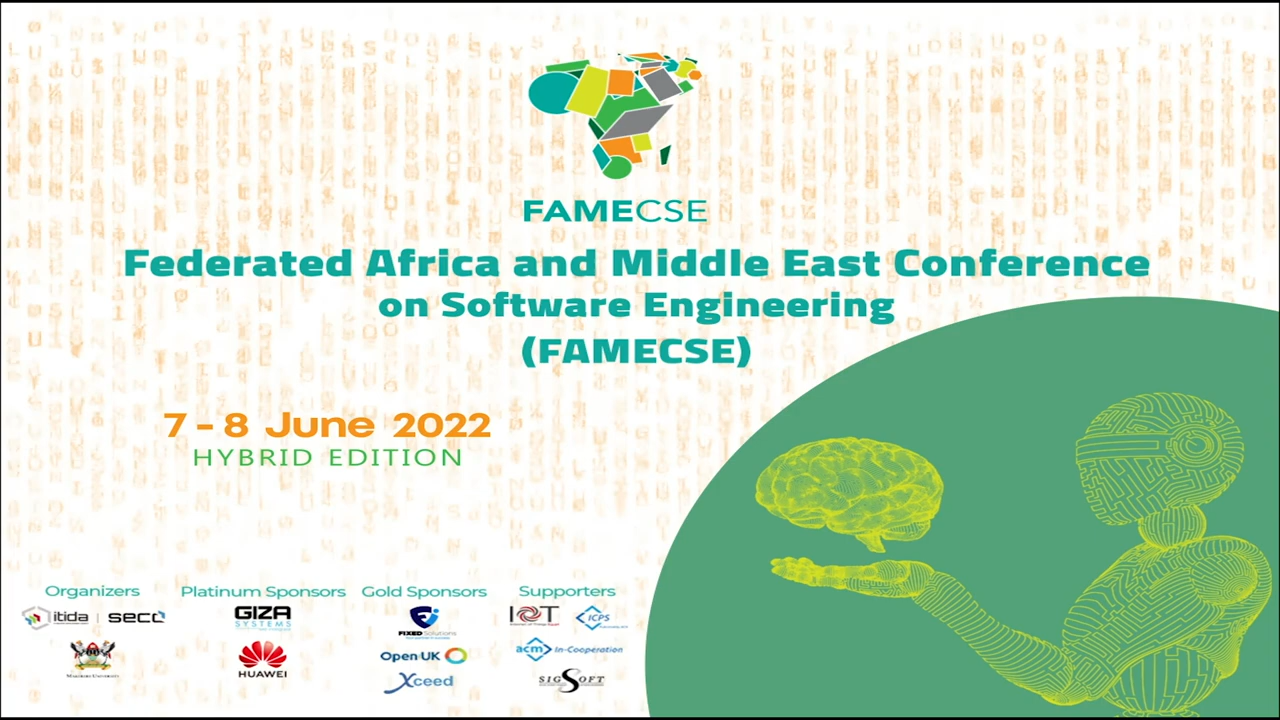 FAMECSE
Federated Africa and Middle East Conference
on Software Engineering
(FAMECSE)
7 - 8 June 2022
HYBRID EDITION
Organizers
itida | secc
MAKERERE UNIVERSITY
Platinum Sponsors
GIZA
SYSTEMS
HUAWEI
Gold Sponsors
FIXED Solutions
Open UK
Xceed
Supporters
IOT
ICPS
acm In-Cooperation
SIGSOFT